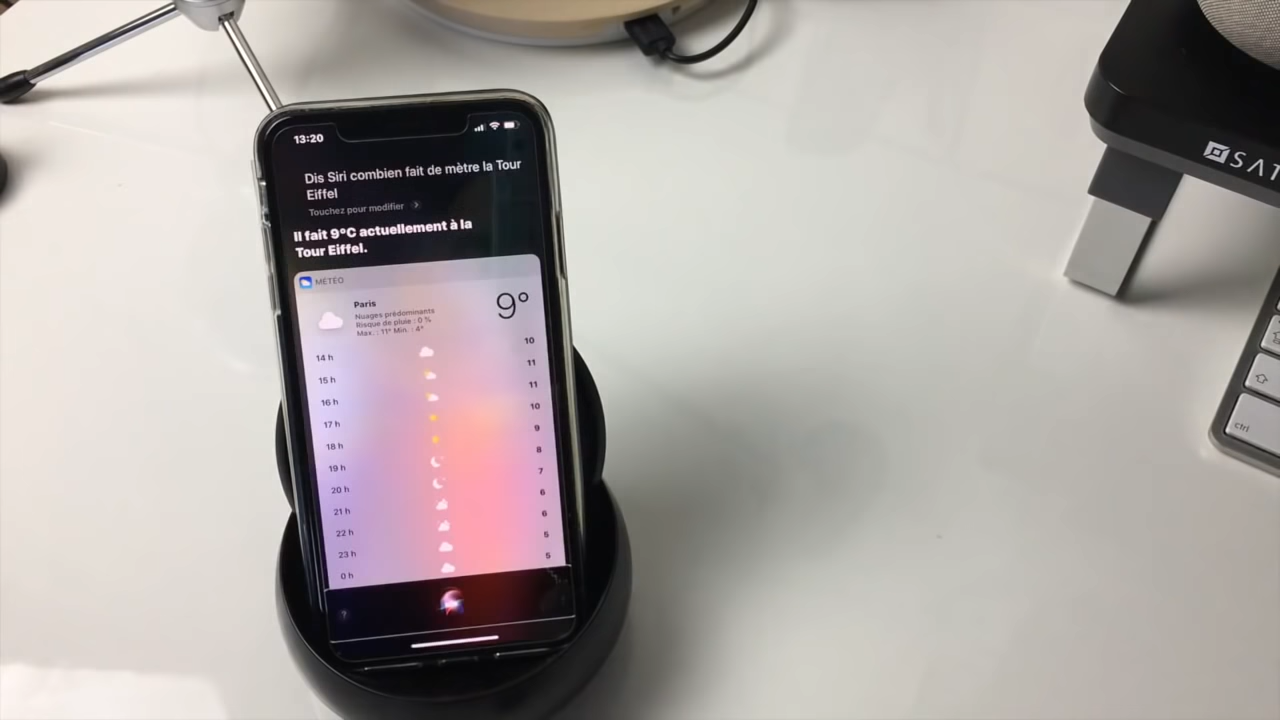 13:20
Dis Siri combien fait de mètre la Tour
Eiffel
Touchez pour modifier
Il fait 9°C actuellement à la
Tour Eiffel.
MÉTÉO
Paris
Nuages prédominants
Risque de pluie : 0 %
Max. : 11° Min. : 4°
9°
14 h 10
15 h 11
16 h 11
17 h 10
18 h 9
19 h 8
20 h 7
21 h 6
22 h 6
23 h 5
0 h 5
?
SAT
ctrl